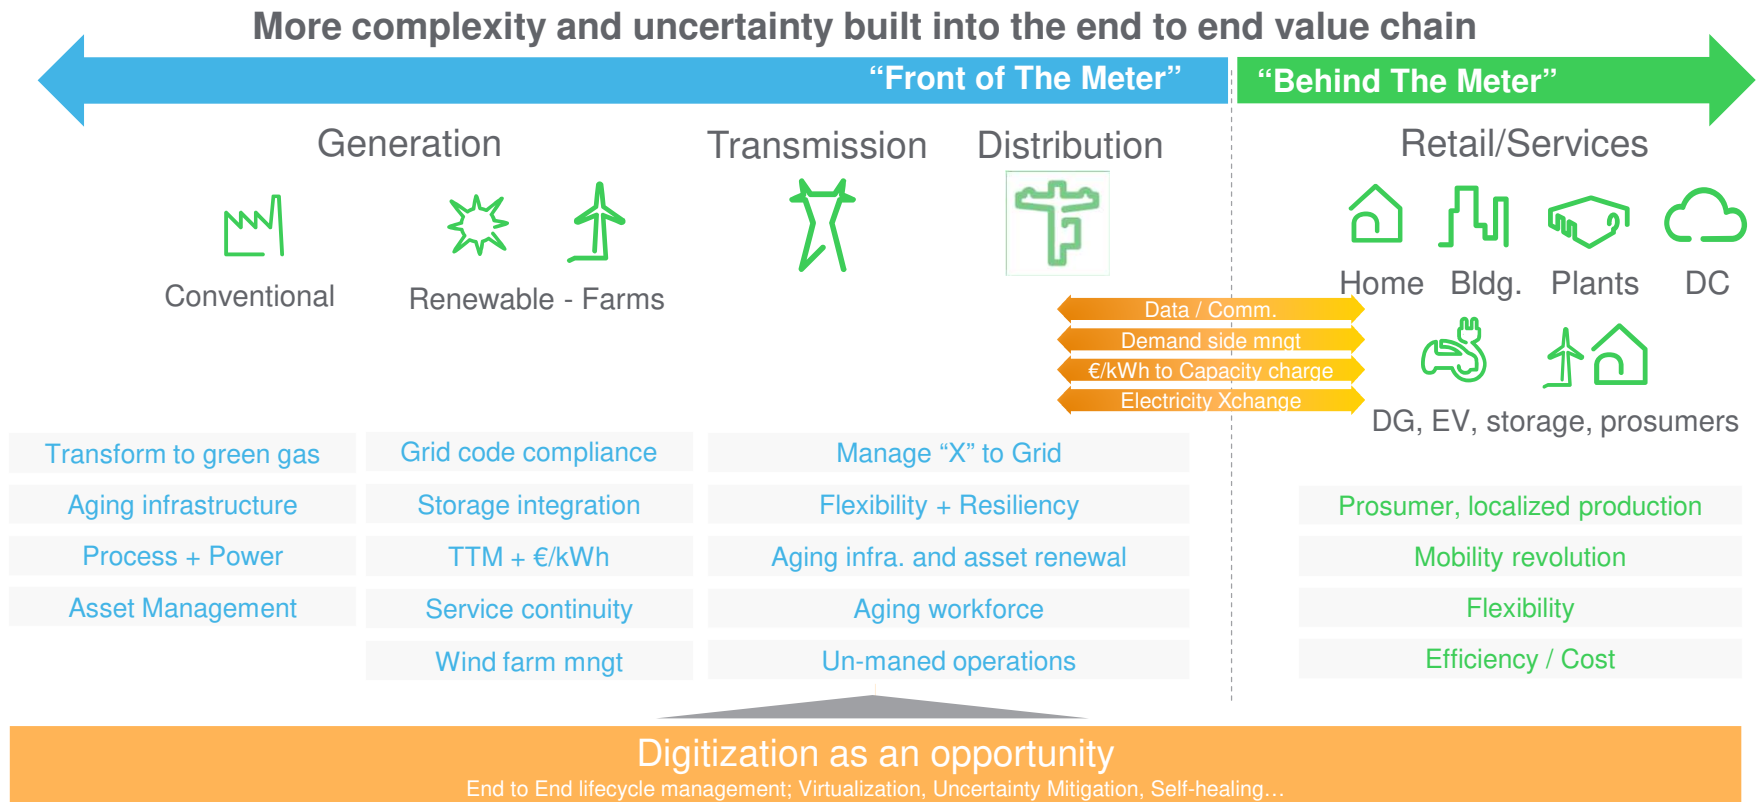 More complexity and uncertainty built into the end to end value chain
“Front of The Meter”
“Behind The Meter”
Generation
Transmission
Distribution
Retail/Services
Conventional
Renewable - Farms
Home
Bldg.
Plants
DC
Data / Comm.
Demand side mngt
€/kWh to Capacity charge
Electricity Xchange
DG, EV, storage, prosumers
Transform to green gas
Aging infrastructure
Process + Power
Asset Management
Grid code compliance
Storage integration
TTM + €/kWh
Service continuity
Wind farm mngt
Manage “X” to Grid
Flexibility + Resiliency
Aging infra. and asset renewal
Aging workforce
Un-maned operations
Prosumer, localized production
Mobility revolution
Flexibility
Efficiency / Cost
Digitization as an opportunity
End to End lifecycle management; Virtualization, Uncertainty Mitigation, Self-healing…